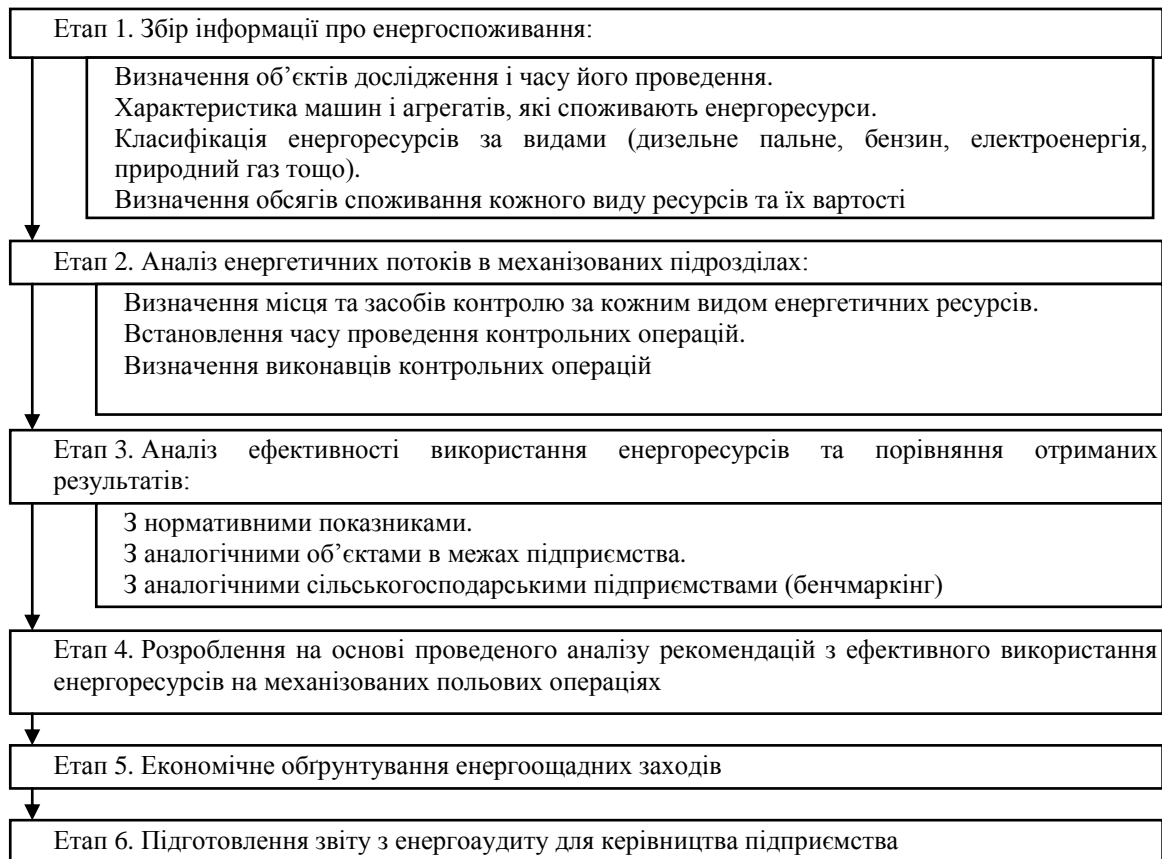 Етап 1. Збір інформації про енергоспоживання:
Визначення об’єктів дослідження і часу його проведення.
Характеристика машин і агрегатів, які споживають енергоресурси.
Класифікація енергоресурсів за видами (дизельне пальне, бензин, електроенергія,
природний газ тощо).
Визначення обсягів споживання кожного виду ресурсів та їх вартості
Етап 2. Аналіз енергетичних потоків в механізованих підрозділах:
Визначення місця та засобів контролю за кожним видом енергетичних ресурсів.
Встановлення часу проведення контрольних операцій.
Визначення виконавців контрольних операцій
Етап 3. Аналіз ефективності використання енергоресурсів та порівняння отриманих
результатів:
З нормативними показниками.
З аналогічними об’єктами в межах підприємства.
З аналогічними сільськогосподарськими підприємствами (бенчмаркінг)
Етап 4. Розроблення на основі проведеного аналізу рекомендацій з ефективного використання
енергоресурсів на механізованих польових операціях
Етап 5. Економічне обґрунтування енергоощадних заходів
Етап 6. Підготовлення звіту з енергоаудиту для керівництва підприємства